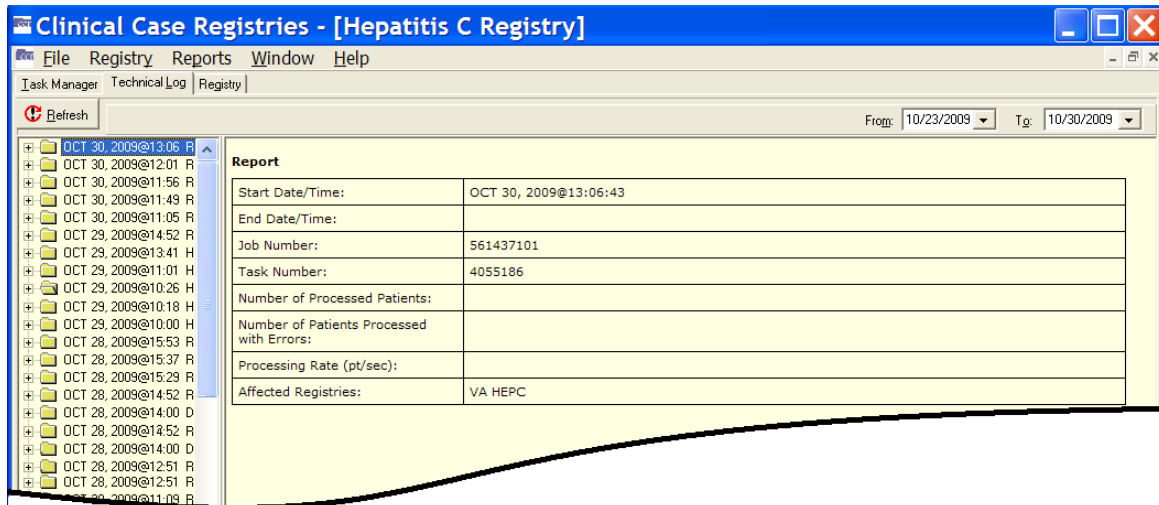 Clinical Case Registries - [Hepatitis C Registry]
File Registry Reports Window Help
Task Manager Technical Log Registry
Refresh From: 10/23/2009 To: 10/30/2009
OCT 30, 2009@13:06 R
OCT 30, 2009@12:01 R
OCT 30, 2009@11:56 R
OCT 30, 2009@11:49 R
OCT 30, 2009@11:05 R
OCT 29, 2009@14:52 R
OCT 29, 2009@13:41 H
OCT 29, 2009@11:01 H
OCT 29, 2009@10:26 H
OCT 29, 2009@10:18 H
OCT 29, 2009@10:00 H
OCT 28, 2009@15:53 R
OCT 28, 2009@15:37 R
OCT 28, 2009@15:29 R
OCT 28, 2009@14:52 R
OCT 28, 2009@14:00 D
OCT 28, 2009@14:52 R
OCT 28, 2009@14:00 D
OCT 28, 2009@12:51 R
OCT 28, 2009@12:51 R
2009@11:09 R
Report
Start Date/Time: OCT 30, 2009@13:06:43
End Date/Time:
Job Number: 561437101
Task Number: 4055186
Number of Processed Patients:
Number of Patients Processed
with Errors:
Processing Rate (pt/sec):
Affected Registries: VA HEPC